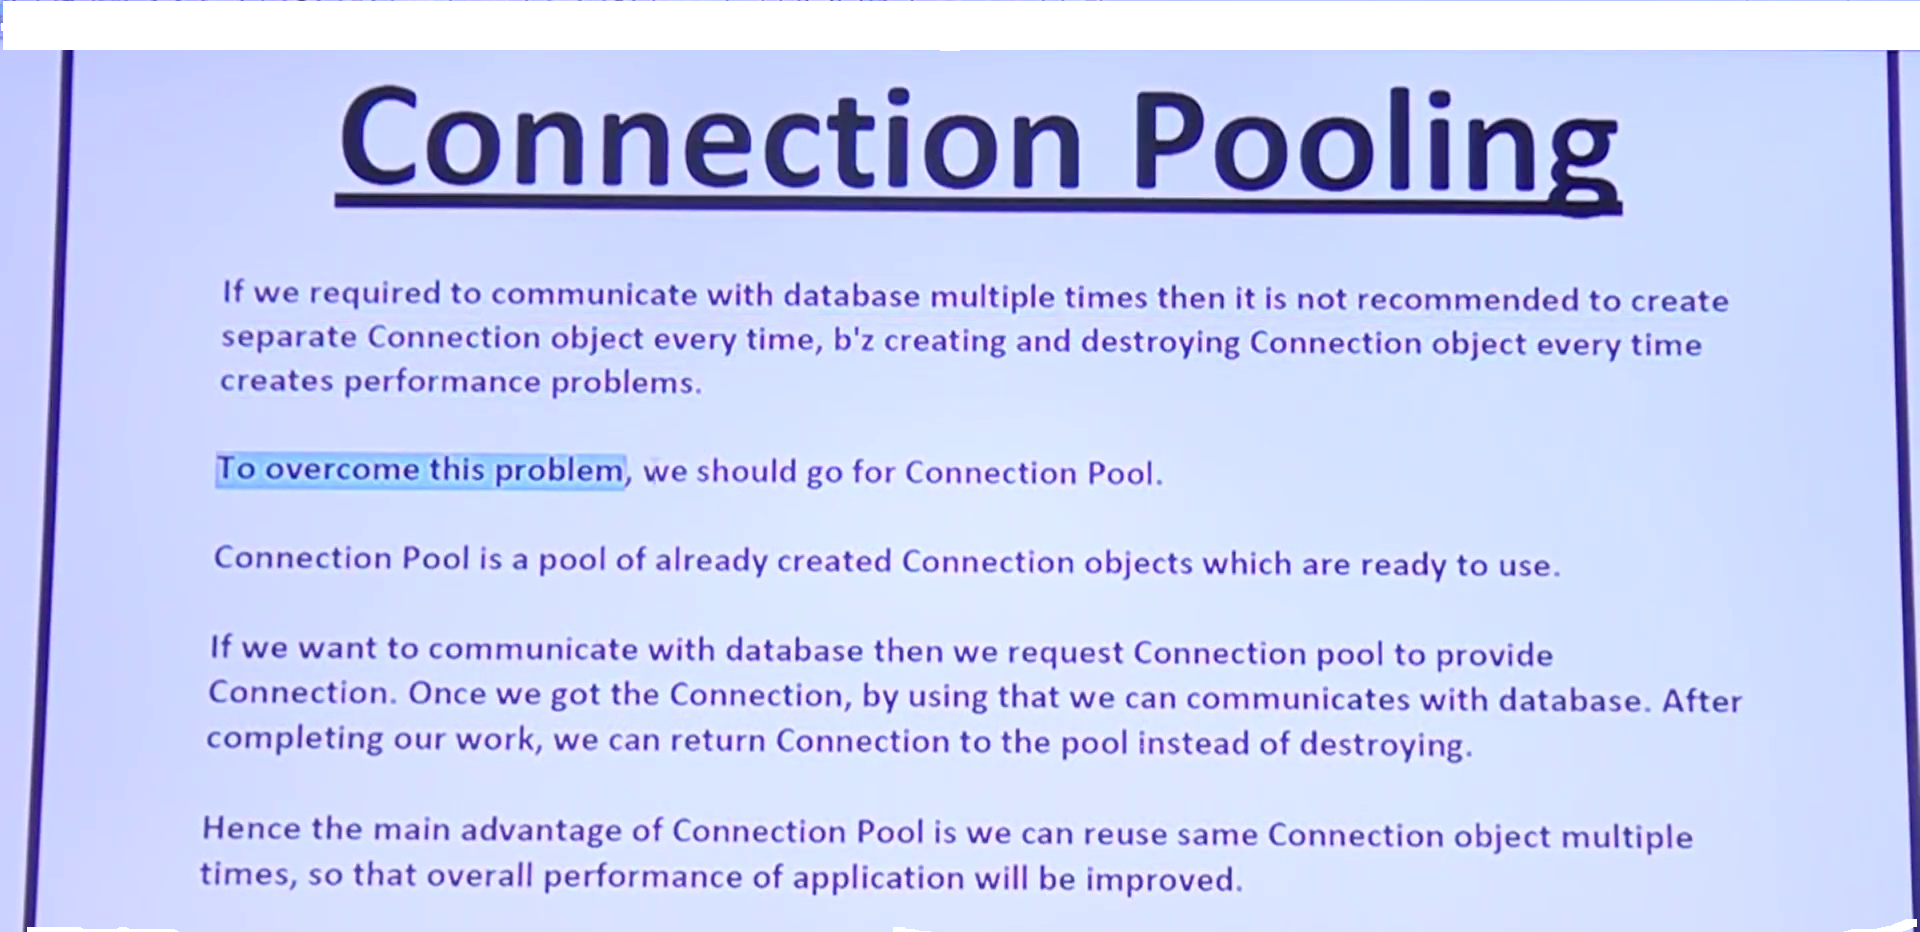 Connection Pooling
If we required to communicate with database multiple times then it is not recommended to create
separate Connection object every time, b'z creating and destroying Connection object every time
creates performance problems.
To overcome this problem, we should go for Connection Pool.
Connection Pool is a pool of already created Connection objects which are ready to use.
If we want to communicate with database then we request Connection pool to provide
Connection. Once we got the Connection, by using that we can communicates with database. After
completing our work, we can return Connection to the pool instead of destroying.
Hence the main advantage of Connection Pool is we can reuse same Connection object multiple
times, so that overall performance of application will be improved.